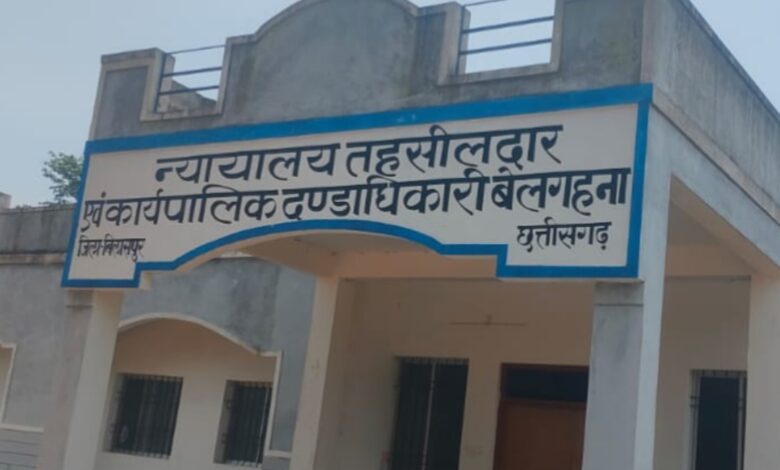 न्यायालय तहसीलदार
एवं कार्यपालिक दण्डाधिकारी बेलगहना
जिला-बिलासपुर छत्तीसगढ़